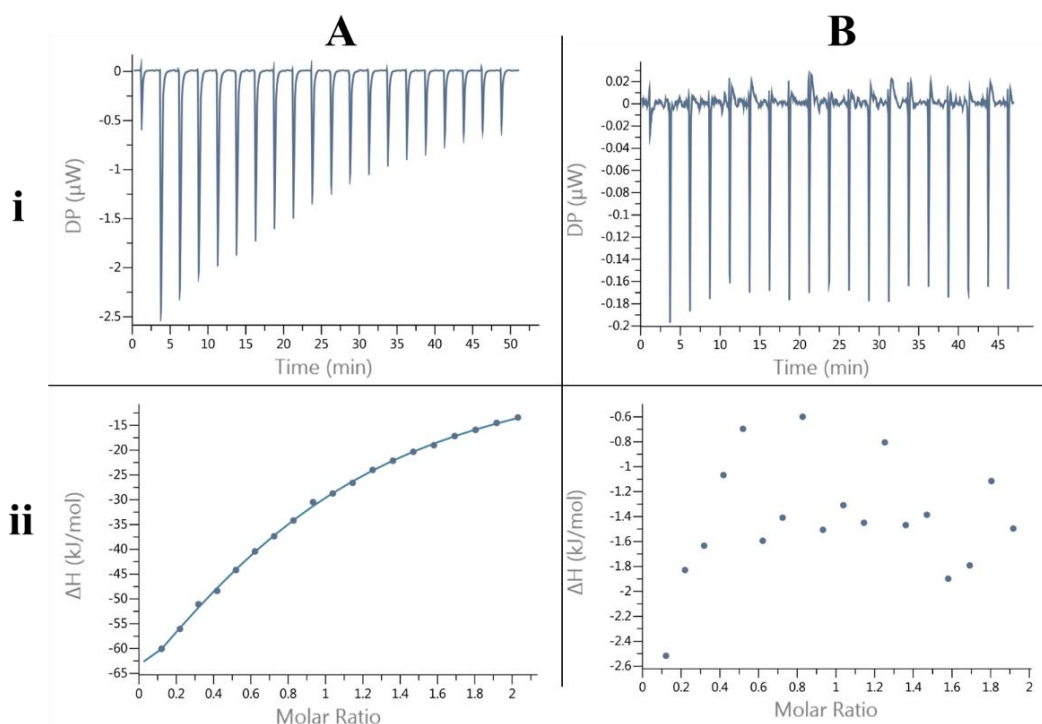 A
B
i
DP (μW)
0
-0.5
-1
-1.5
-2
-2.5
0 5 10 15 20 25 30 35 40 45 50
Time (min)
DP (μW)
0.02
0
-0.02
-0.04
-0.06
-0.08
-0.1
-0.12
-0.14
-0.16
-0.18
-0.2
0 5 10 15 20 25 30 35 40 45
Time (min)
ii
ΔH (kJ/mol)
-15
-20
-25
-30
-35
-40
-45
-50
-55
-60
-65
0 0.2 0.4 0.6 0.8 1 1.2 1.4 1.6 1.8 2
Molar Ratio
ΔH (kJ/mol)
-0.6
-0.8
-1
-1.2
-1.4
-1.6
-1.8
-2
-2.2
-2.4
-2.6
0 0.2 0.4 0.6 0.8 1 1.2 1.4 1.6 1.8 2
Molar Ratio